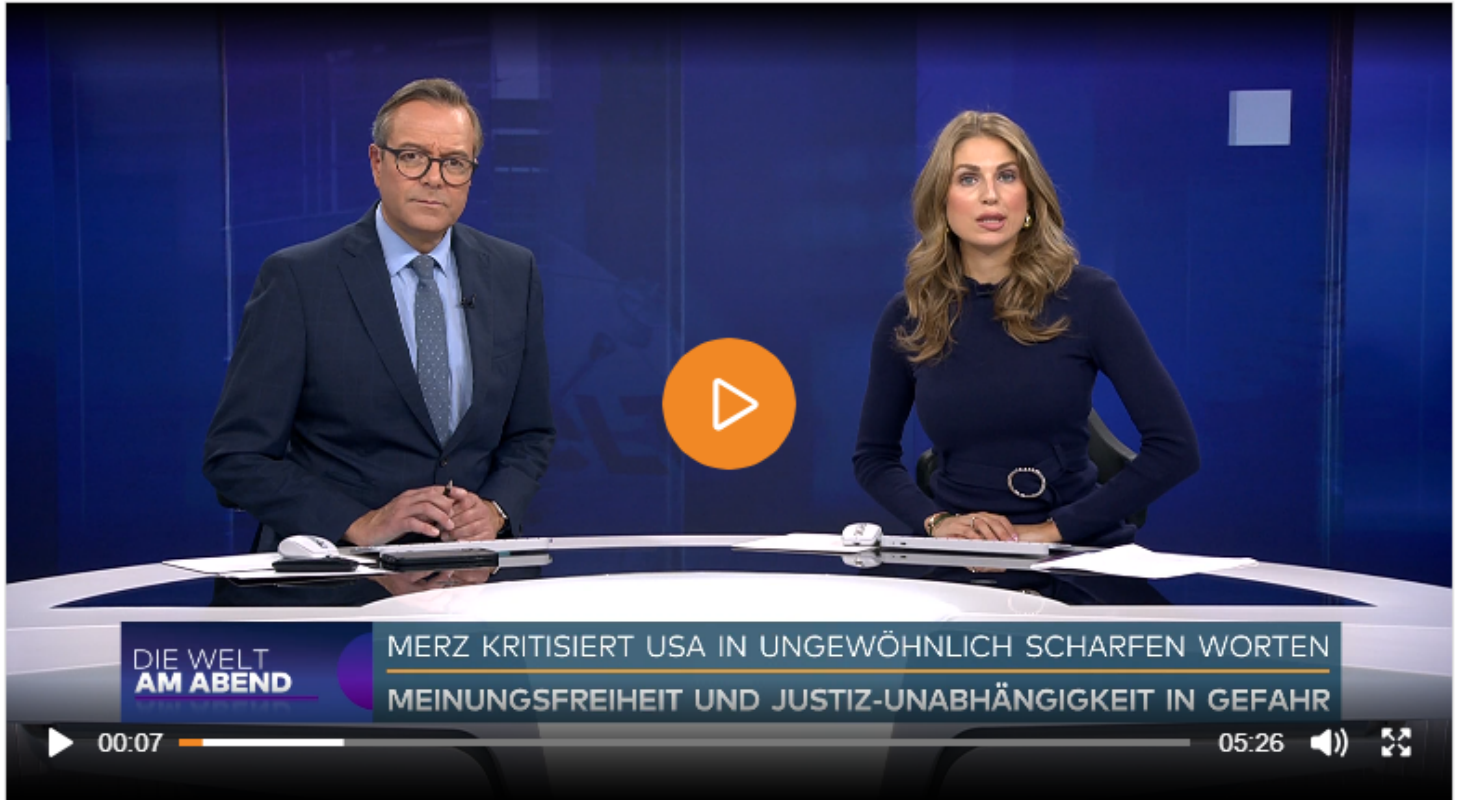 DIE WELT
AM ABEND
MERZ KRITISIERT USA IN UNGEWÖHNLICH SCHARFEN WORTEN
MEINUNGSFREIHEIT UND JUSTIZ-UNABHÄNGIGKEIT IN GEFAHR
00:07
05:26